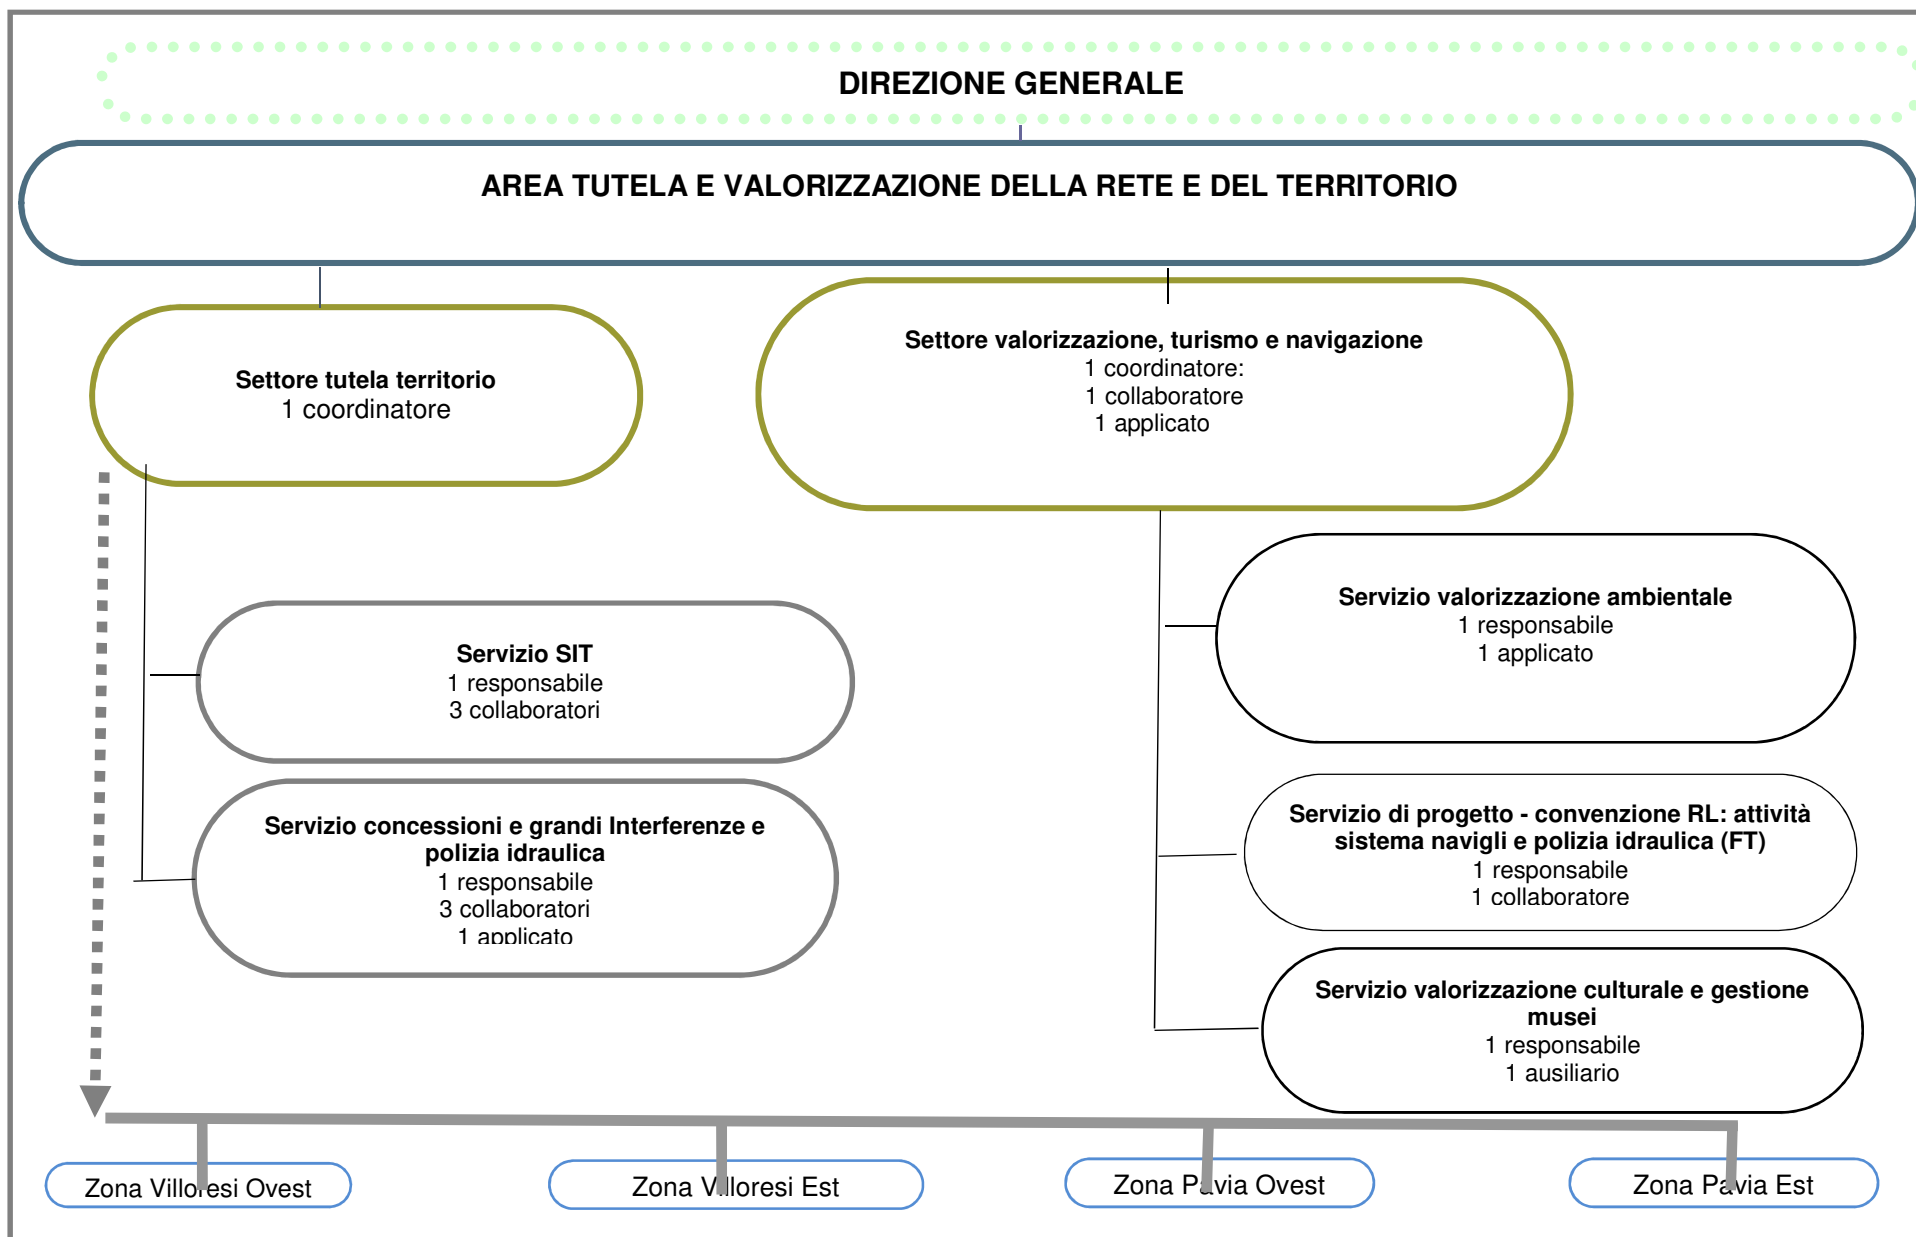 DIREZIONE GENERALE
AREA TUTELA E VALORIZZAZIONE DELLA RETE E DEL TERRITORIO
Settore tutela territorio
1 coordinatore
Settore valorizzazione, turismo e navigazione
1 coordinatore:
1 collaboratore
1 applicato
Servizio SIT
1 responsabile
3 collaboratori
Servizio concessioni e grandi Interferenze e
polizia idraulica
1 responsabile
3 collaboratori
1 applicato
Servizio valorizzazione ambientale
1 responsabile
1 applicato
Servizio di progetto - convenzione RL: attività
sistema navigli e polizia idraulica (FT)
1 responsabile
1 collaboratore
Servizio valorizzazione culturale e gestione
musei
1 responsabile
1 ausiliario
Zona Villoresi Ovest
Zona Villoresi Est
Zona Pavia Ovest
Zona Pavia Est